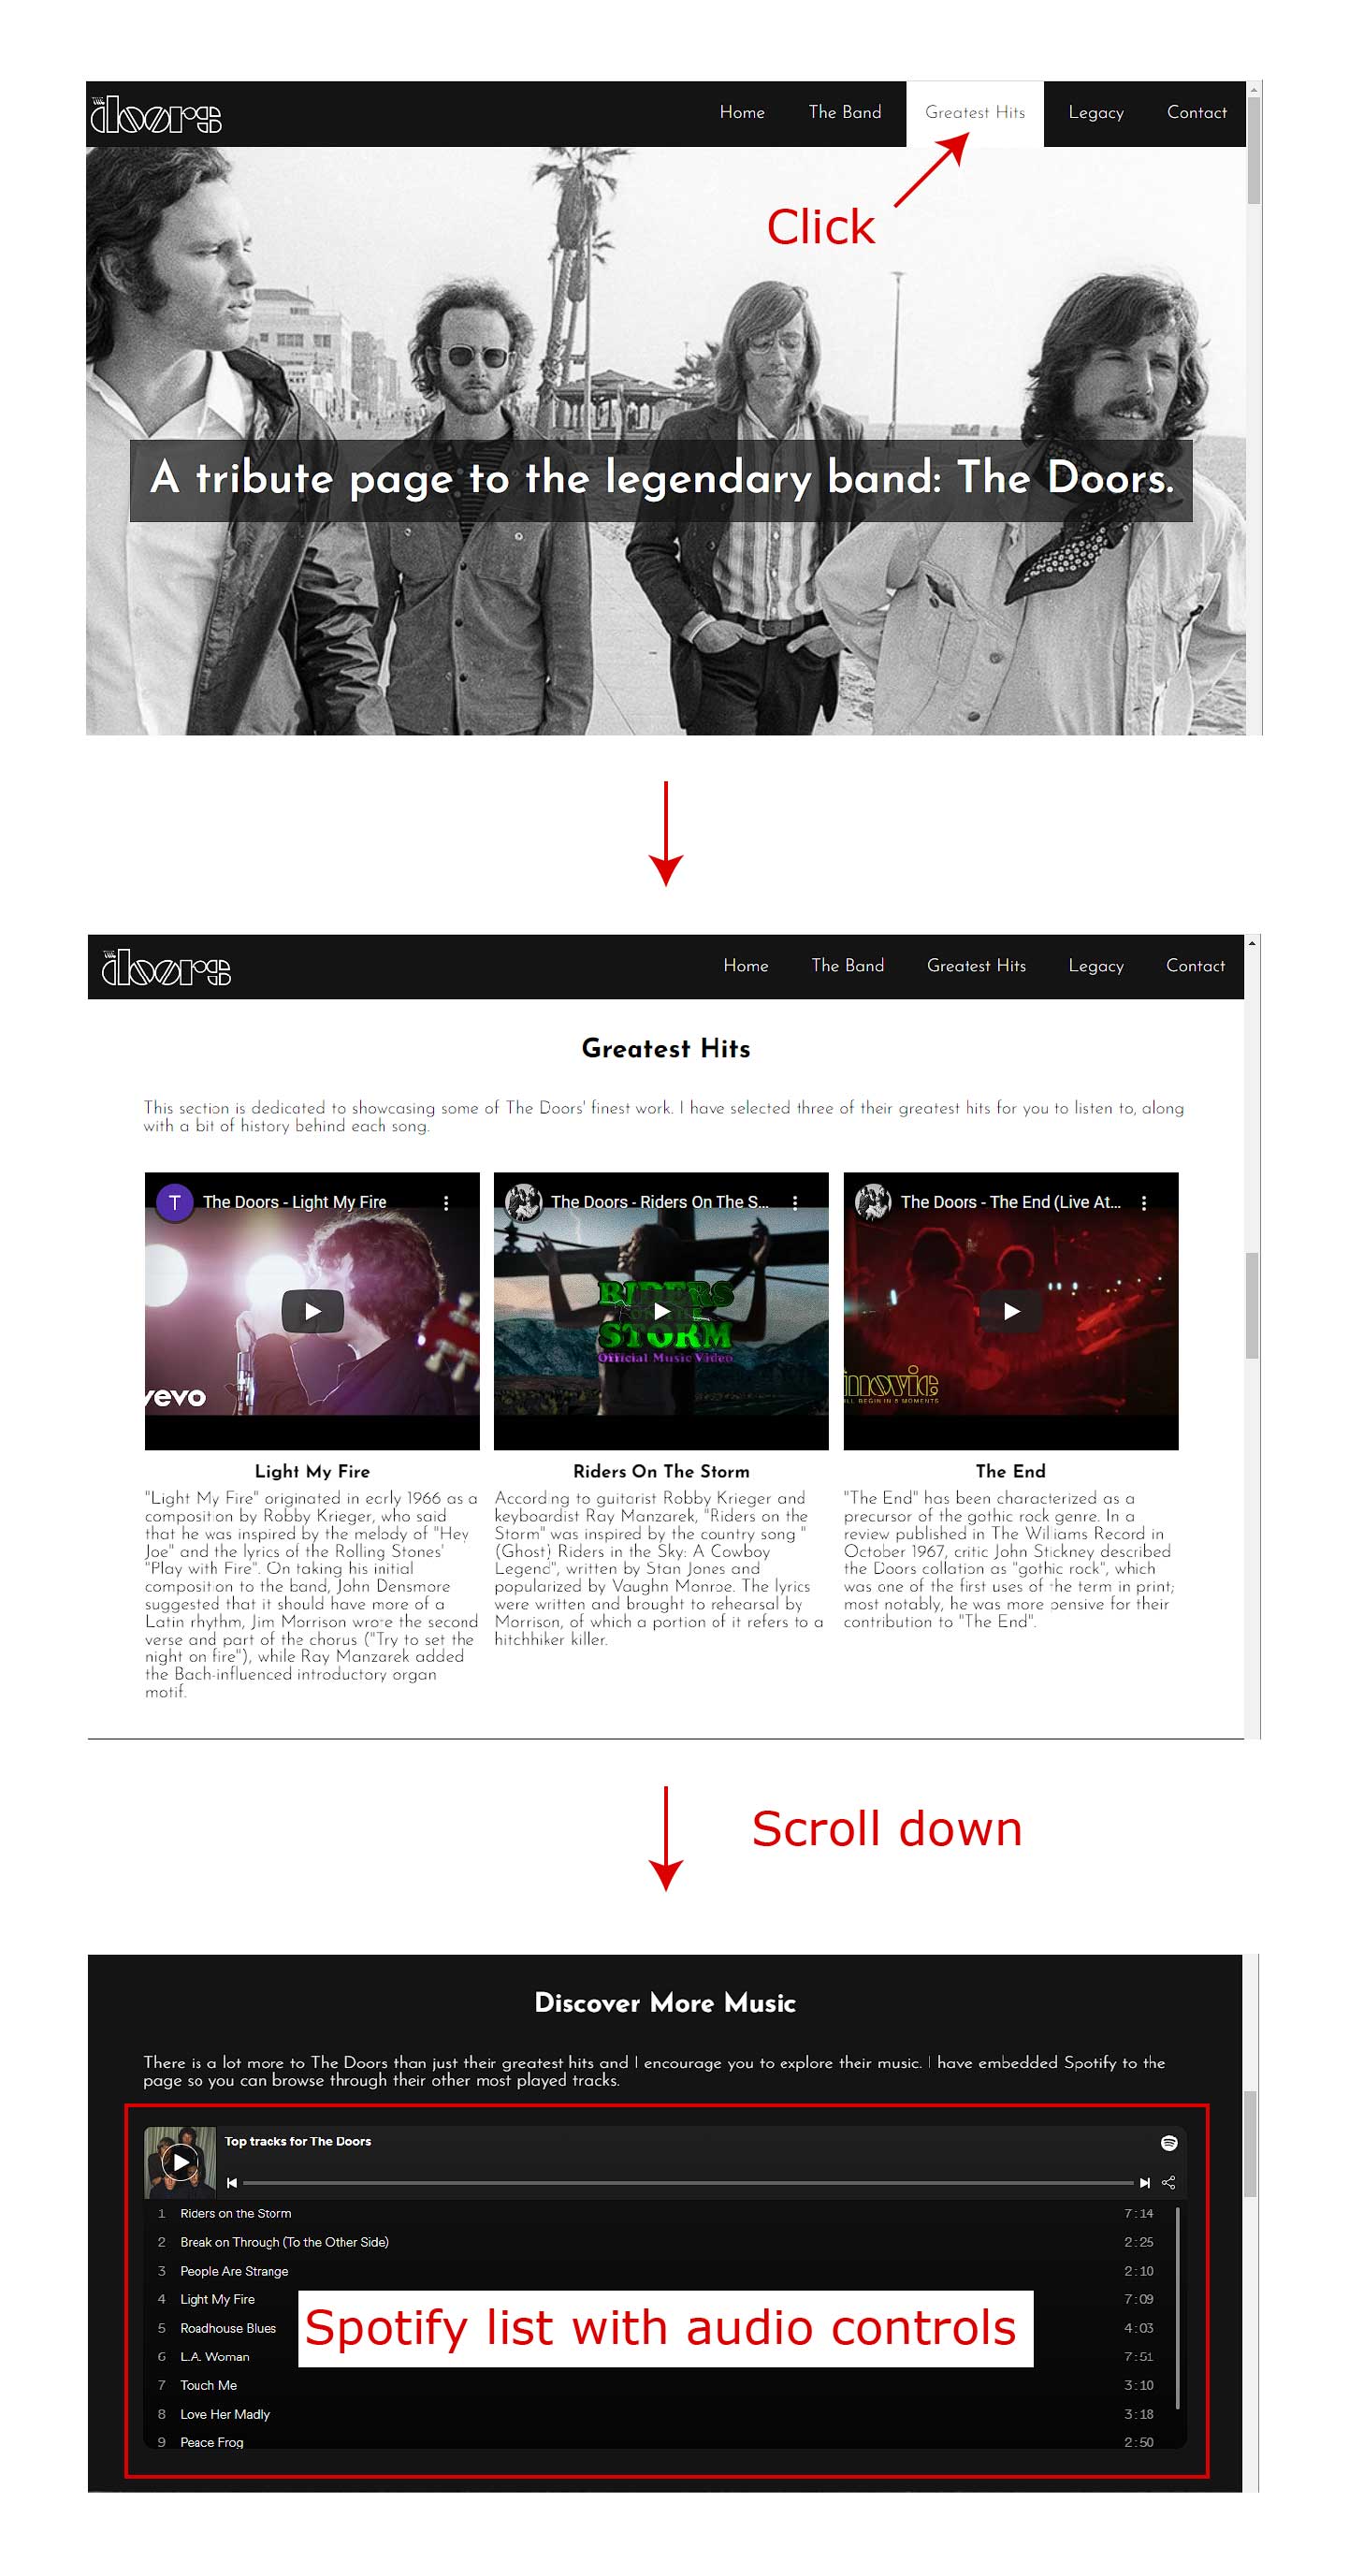 THE doors
Home The Band Greatest Hits Legacy Contact
Click
A tribute page to the legendary band: The Doors.
THE doors
Home The Band Greatest Hits Legacy Contact
Greatest Hits
This section is dedicated to showcasing some of The Doors' finest work. I have selected three of their greatest hits for you to listen to, along
with a bit of history behind each song.
T The Doors - Light My Fire
vevo
Light My Fire
"Light My Fire" originated in early 1966 as a
composition by Robby Krieger, who said
that he was inspired by the melody of "Hey
Joe" and the lyrics of the Rolling Stones'
"Play with Fire". On taking his initial
composition to the band, John Densmore
suggested that it should have more of a
Latin rhythm, Jim Morrison wrote the second
verse and part of the chorus ("Try to set the
night on fire"), while Ray Manzarek added
the Bach-influenced introductory organ
motif.
The Doors - Riders On The S...
RIDERS
ON THE
STORM
Official Music Video
Riders On The Storm
According to guitarist Robby Krieger and
keyboardist Ray Manzarek, "Riders on the
Storm" was inspired by the country song "
(Ghost) Riders in the Sky: A Cowboy
Legend", written by Stan Jones and
popularized by Vaughn Monroe. The lyrics
were written and brought to rehearsal by
Morrison, of which a portion of it refers to a
hitchhiker killer.
The Doors - The End (Live At...
movie
ILL BEGIN IN 8 MOMENTS
The End
"The End" has been characterized as a
precursor of the gothic rock genre. In a
review published in The Williams Record in
October 1967, critic John Stickney described
the Doors collation as "gothic rock", which
was one of the first uses of the term in print;
most notably, he was more pensive for their
contribution to "The End".
Scroll down
Discover More Music
There is a lot more to The Doors than just their greatest hits and I encourage you to explore their music. I have embedded Spotify to the
page so you can browse through their other most played tracks.
Top tracks for The Doors
1 Riders on the Storm 7:14
2 Break on Through (To the Other Side) 2:25
3 People Are Strange 2:10
4 Light My Fire 7:09
Spotify list with audio controls
5 Roadhouse Blues 4:03
6 L.A. Woman 7:51
7 Touch Me 3:10
8 Love Her Madly 3:18
9 Peace Frog 2:50